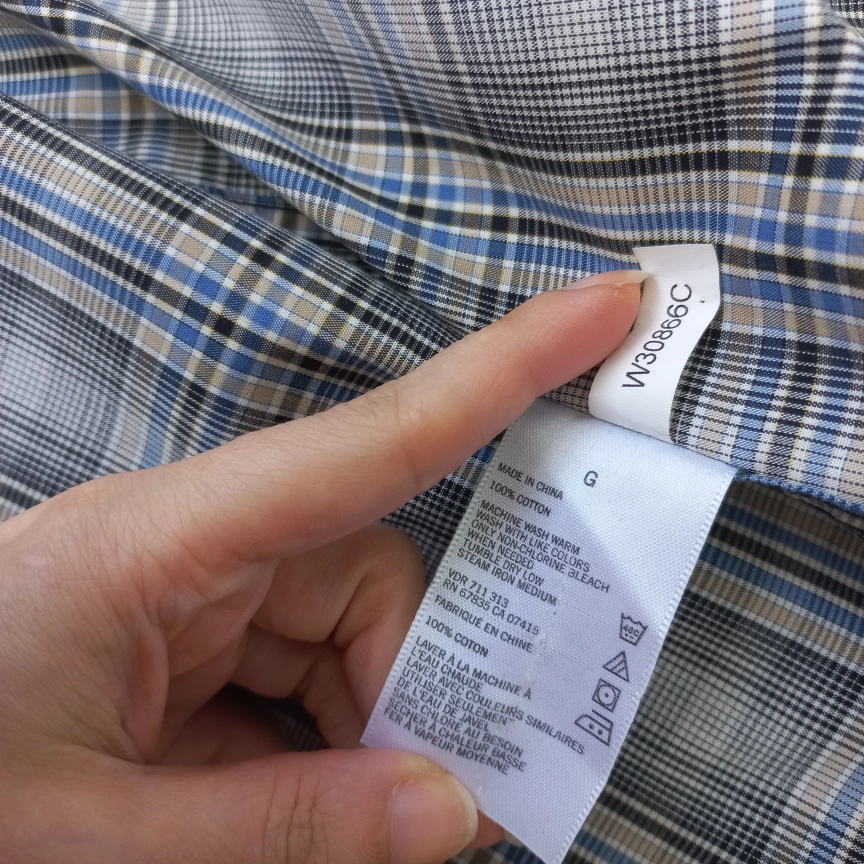 W30866C
G
MADE IN CHINA
100% COTTON
MACHINE WASH WARM
WASH WITH LIKE COLORS
ONLY NON-CHLORINE BLEACH
WHEN NEEDED
TUMBLE DRY LOW
STEAM IRON MEDIUM
VDR 711 313
RN 67835 CA 07415
FABRIQUÉ EN CHINE
100% COTON
LAVER À LA MACHINE À
L'EAU CHAUDE
LAVER AVEC COULEURS SIMILAIRES
UTILISER SEULEMENT
DE L'EAU DE JAVEL
SANS CHLORE AU BESOIN
SÉCHER À CHALEUR BASSE
FER À VAPEUR MOYENNE
40C